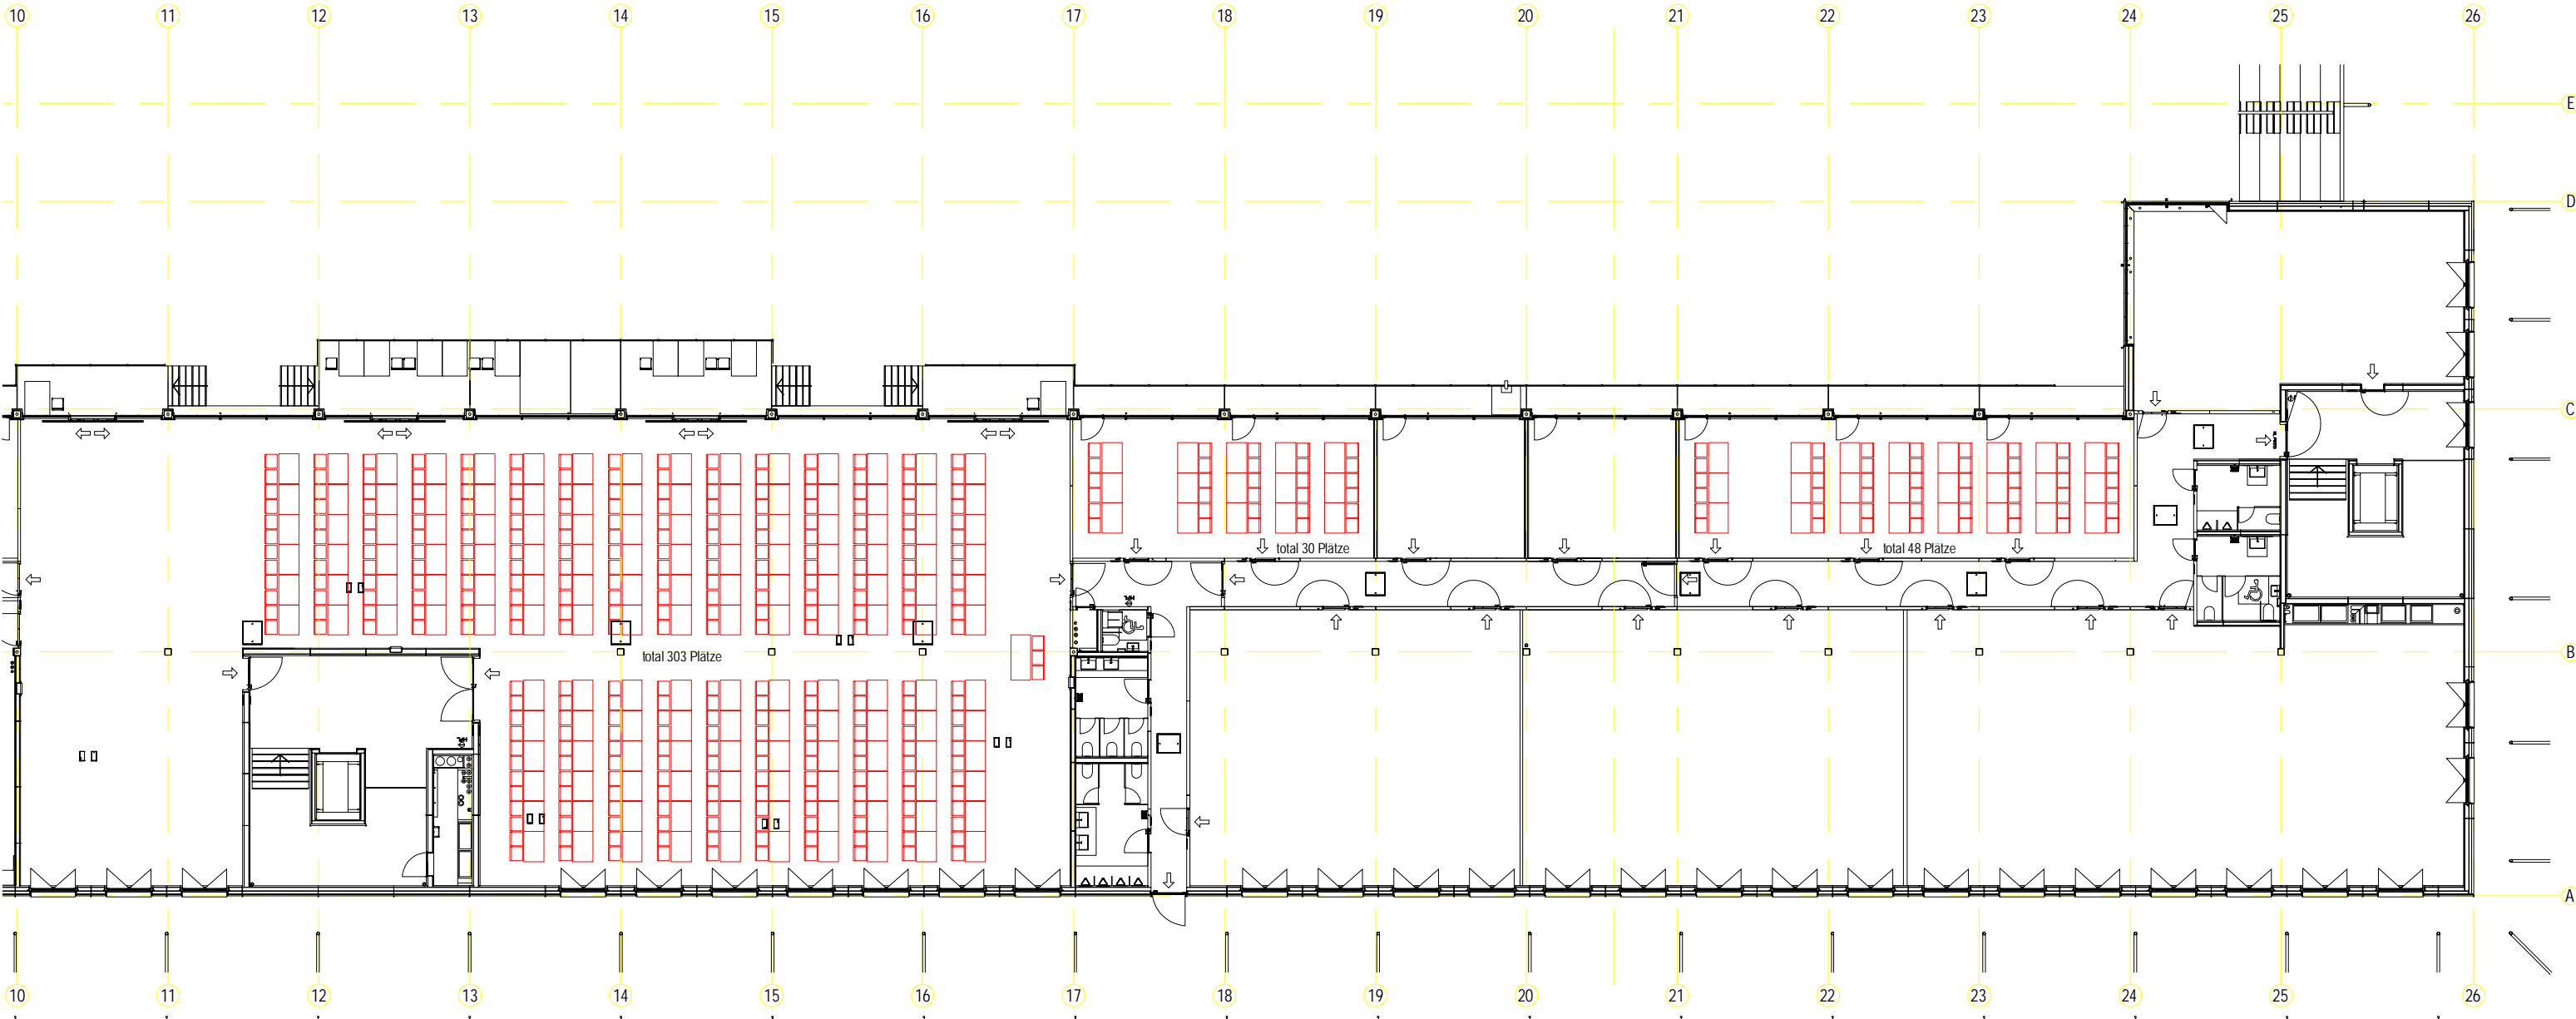 10 11 12 13 14 15 16 17 18 19 20 21 22 23 24 25 26
E
D
C
total 30 Plätze
total 48 Plätze
B
total 303 Plätze
A
10 11 12 13 14 15 16 17 18 19 20 21 22 23 24 25 26